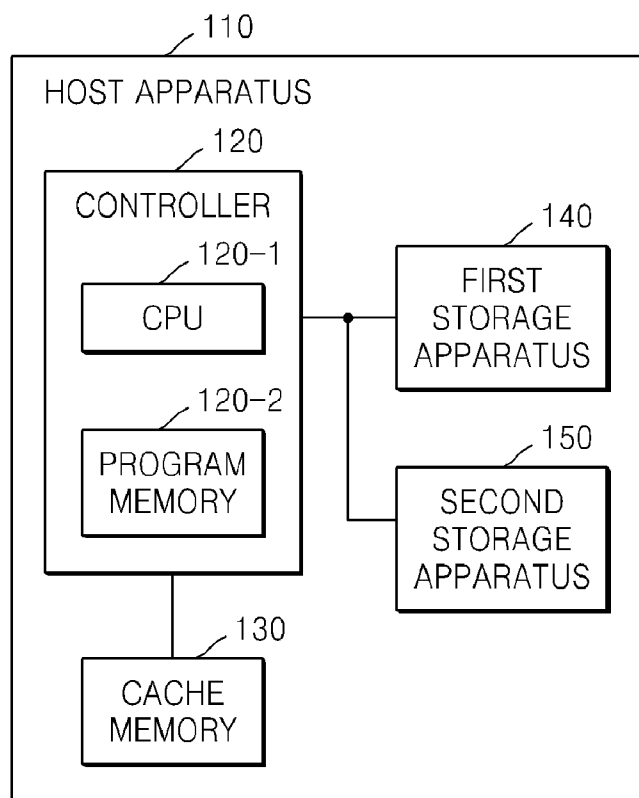 110
HOST APPARATUS
120
CONTROLLER
120-1
CPU
120-2
PROGRAM
MEMORY
130
CACHE
MEMORY
140
FIRST
STORAGE
APPARATUS
150
SECOND
STORAGE
APPARATUS